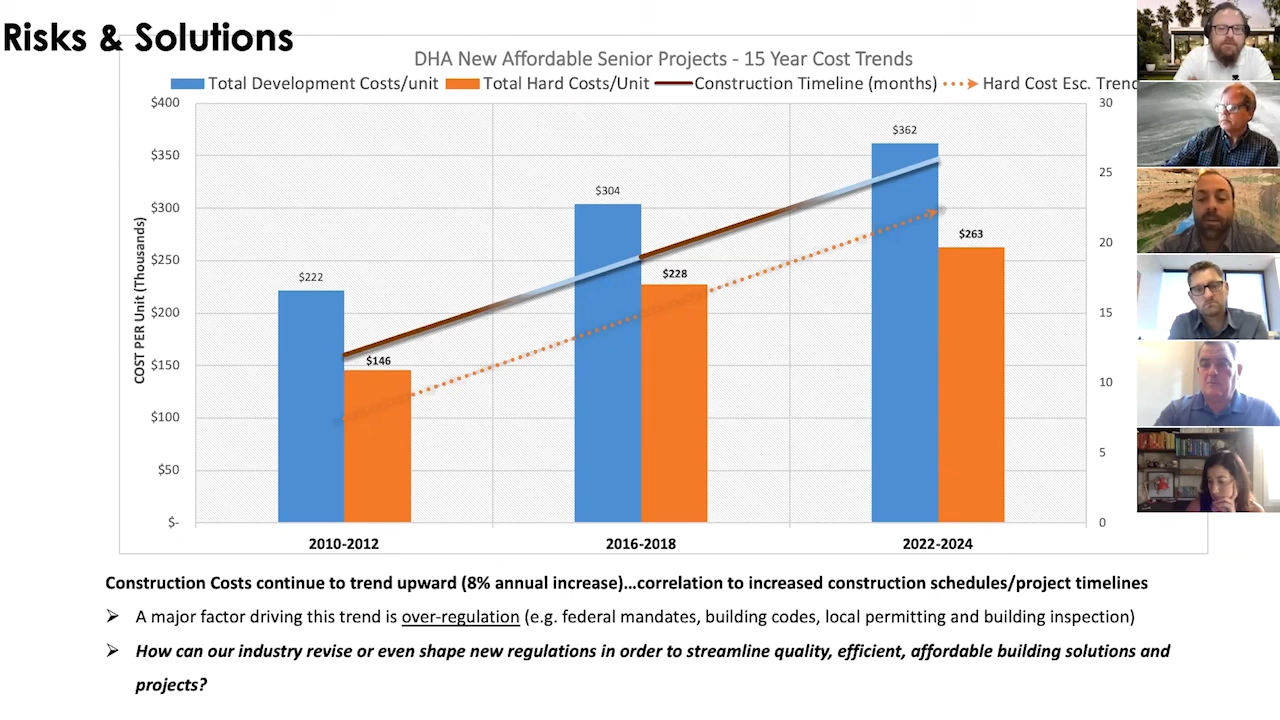 Risks & Solutions
DHA New Affordable Senior Projects - 15 Year Cost Trends
Total Development Costs/unit Total Hard Costs/Unit Construction Timeline (months) Hard Cost Esc. Trend
$400
$350
$300
$250
$200
$150
$100
$50
$-
COST PER Unit (Thousands)
30
25
20
15
10
5
0
$222
$146
$304
$228
$362
$263
2010-2012 2016-2018 2022-2024
Construction Costs continue to trend upward (8% annual increase)…correlation to increased construction schedules/project timelines
➢ A major factor driving this trend is over-regulation (e.g. federal mandates, building codes, local permitting and building inspection)
➢ How can our industry revise or even shape new regulations in order to streamline quality, efficient, affordable building solutions and
projects?